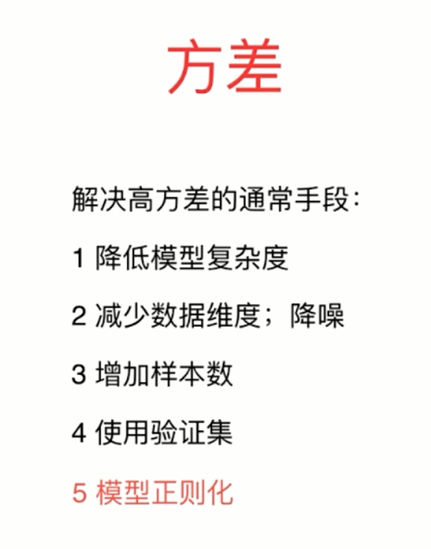 方差
解决高方差的通常手段：
1 降低模型复杂度
2 减少数据维度；降噪
3 增加样本数
4 使用验证集
5 模型正则化